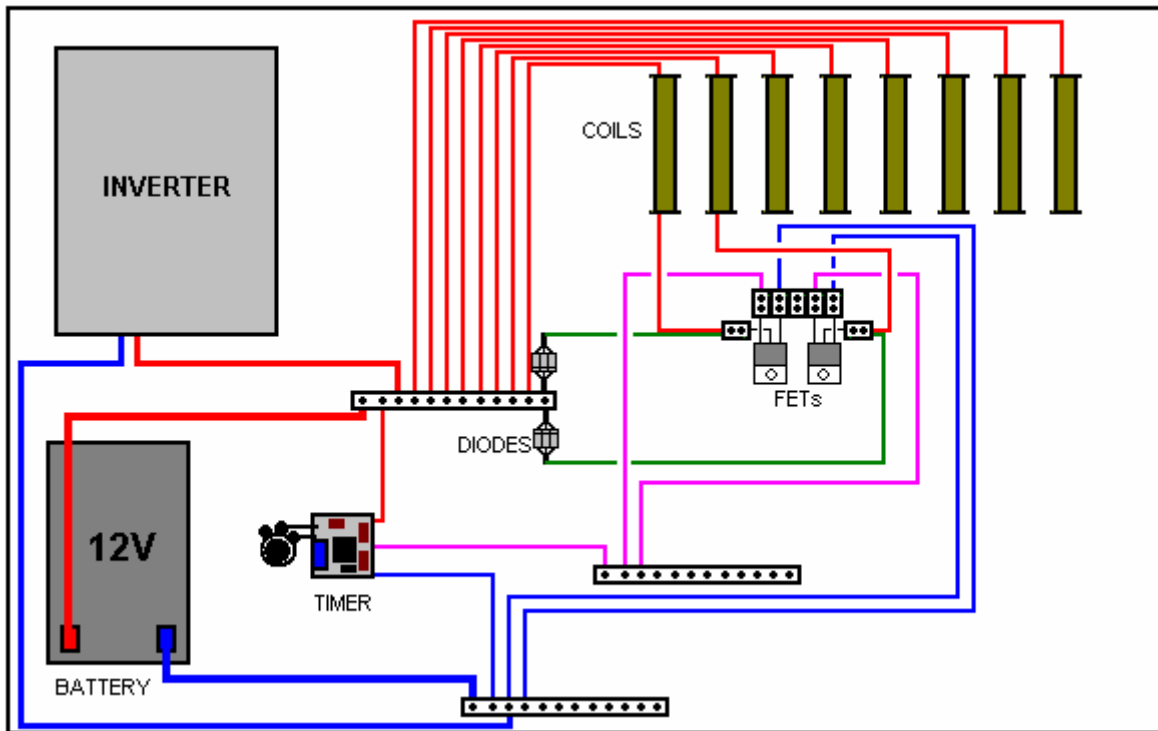 COILS
INVERTER
FETs
DIODES
12V
TIMER
BATTERY